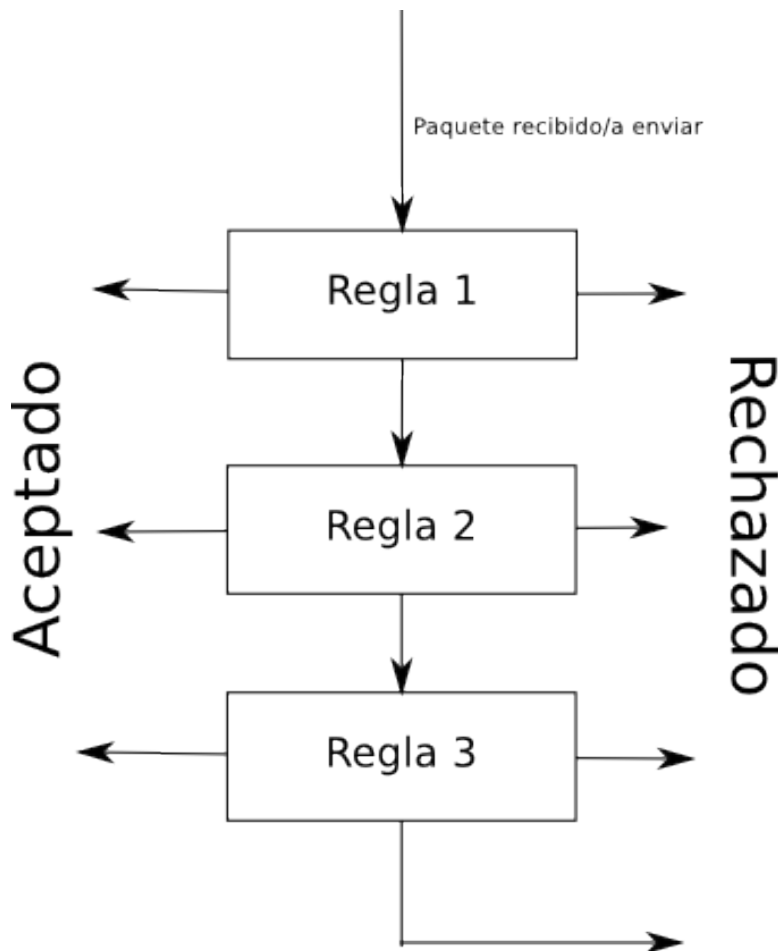 Paquete recibido/a enviar
Regla 1
Aceptado
Rechazado
Regla 2
Regla 3